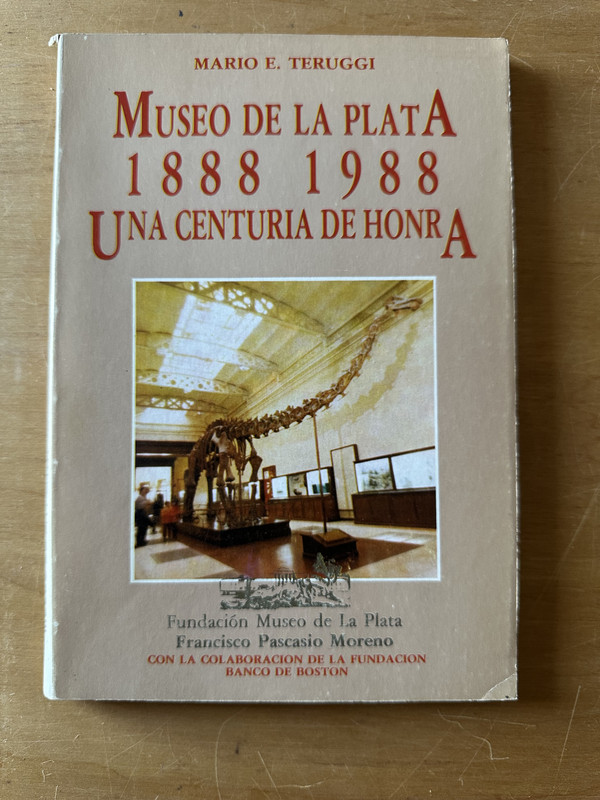 MARIO E. TERUGGI
MUSEO DE LA PLATA
1888 1988
UNA CENTURIA DE HONRA
Fundación Museo de La Plata
Francisco Pascasio Moreno
CON LA COLABORACION DE LA FUNDACION
BANCO DE BOSTON